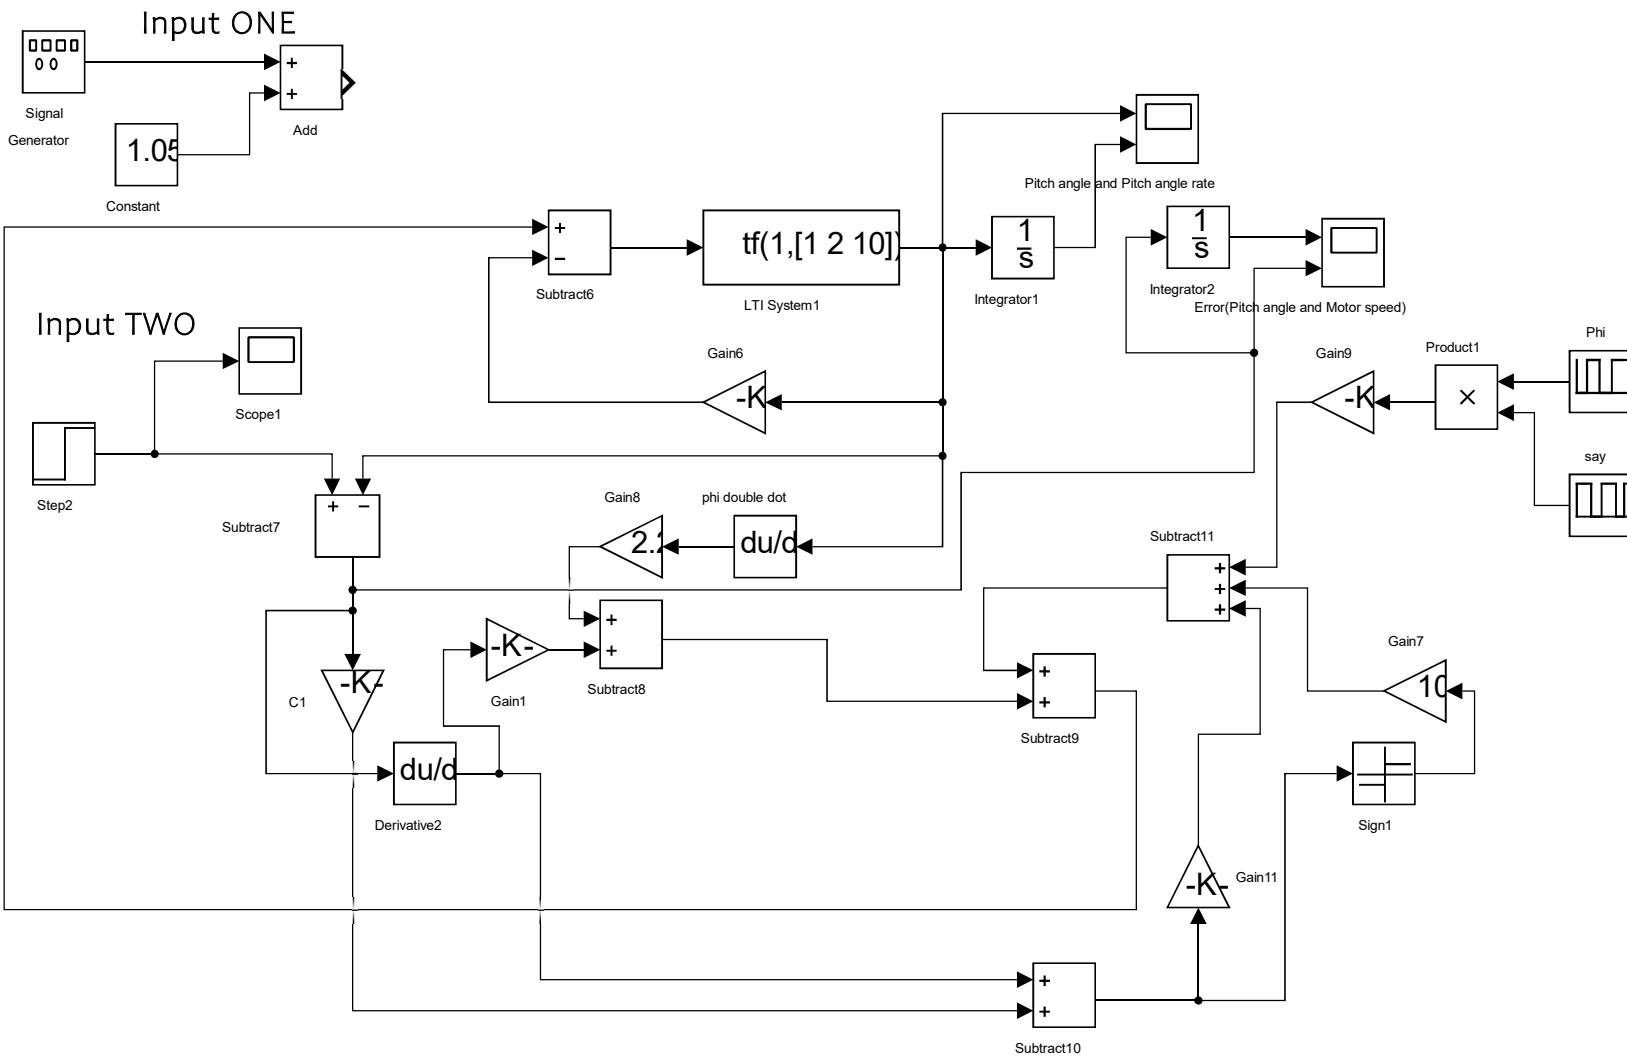 Input ONE
+
+
Signal
Generator
Add
1.05
Constant
Pitch angle and Pitch angle rate
+
−
Subtract6
tf(1,[1 2 10])
LTI System1
1
s
Integrator1
1
s
Integrator2
Error(Pitch angle and Motor speed)
Input TWO
Scope1
Step2
Gain6
-K
Gain9
-K
Product1
×
Phi
say
+ −
Subtract7
Gain8
2.2
phi double dot
du/d
Subtract11
+
+
+
-K-
C1
-K-
Gain1
+
+
Subtract8
+
+
Subtract9
Gain7
10
du/d
Derivative2
Sign1
-K-
Gain11
+
+
Subtract10